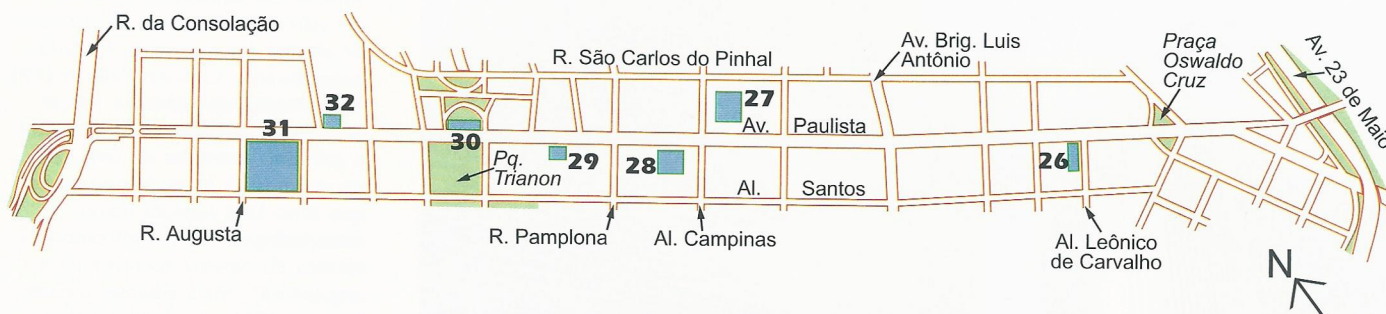 R. da Consolação
R. São Carlos do Pinhal
Av. Brig. Luis
Antônio
Praça
Oswaldo
Cruz
Av. 23 de Maio
32
31
30
27
Av. Paulista
29
28
26
Pq.
Trianon
Al. Santos
R. Augusta
R. Pamplona
Al. Campinas
Al. Leônico
de Carvalho
N